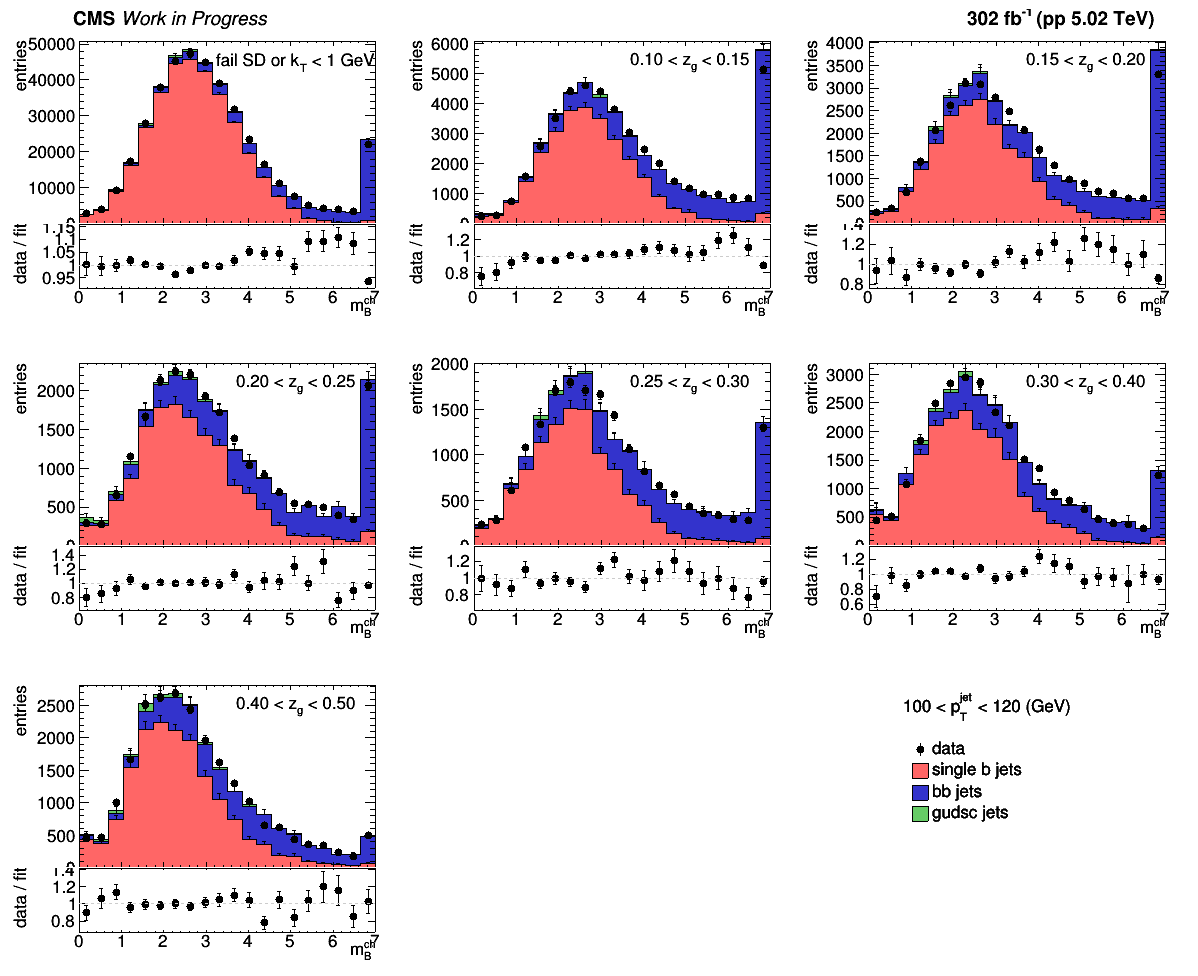 CMS Work in Progress
302 fb⁻¹ (pp 5.02 TeV)
entries
50000
40000
30000
20000
10000
0
fail SD or k_T < 1 GeV
data / fit
1.15
1.1
1.05
1
0.95
0 1 2 3 4 5 6 7
m_B^ch
entries
6000
5000
4000
3000
2000
1000
0
0.10 < z_g < 0.15
data / fit
1.2
1
0.8
0 1 2 3 4 5 6 7
m_B^ch
entries
4000
3500
3000
2500
2000
1500
1000
500
0
0.15 < z_g < 0.20
data / fit
1.4
1.2
1
0.8
0 1 2 3 4 5 6 7
m_B^ch
entries
2000
1500
1000
500
0
0.20 < z_g < 0.25
data / fit
1.4
1.2
1
0.8
0 1 2 3 4 5 6 7
m_B^ch
entries
2000
1500
1000
500
0
0.25 < z_g < 0.30
data / fit
1.2
1
0.8
0 1 2 3 4 5 6 7
m_B^ch
entries
3000
2500
2000
1500
1000
500
0
0.30 < z_g < 0.40
data / fit
1.2
1
0.8
0.6
0 1 2 3 4 5 6 7
m_B^ch
entries
2500
2000
1500
1000
500
0
0.40 < z_g < 0.50
data / fit
1.4
1.2
1
0.8
0 1 2 3 4 5 6 7
m_B^ch
100 < p_T^jet < 120 (GeV)
data
single b jets
bb jets
gudsc jets